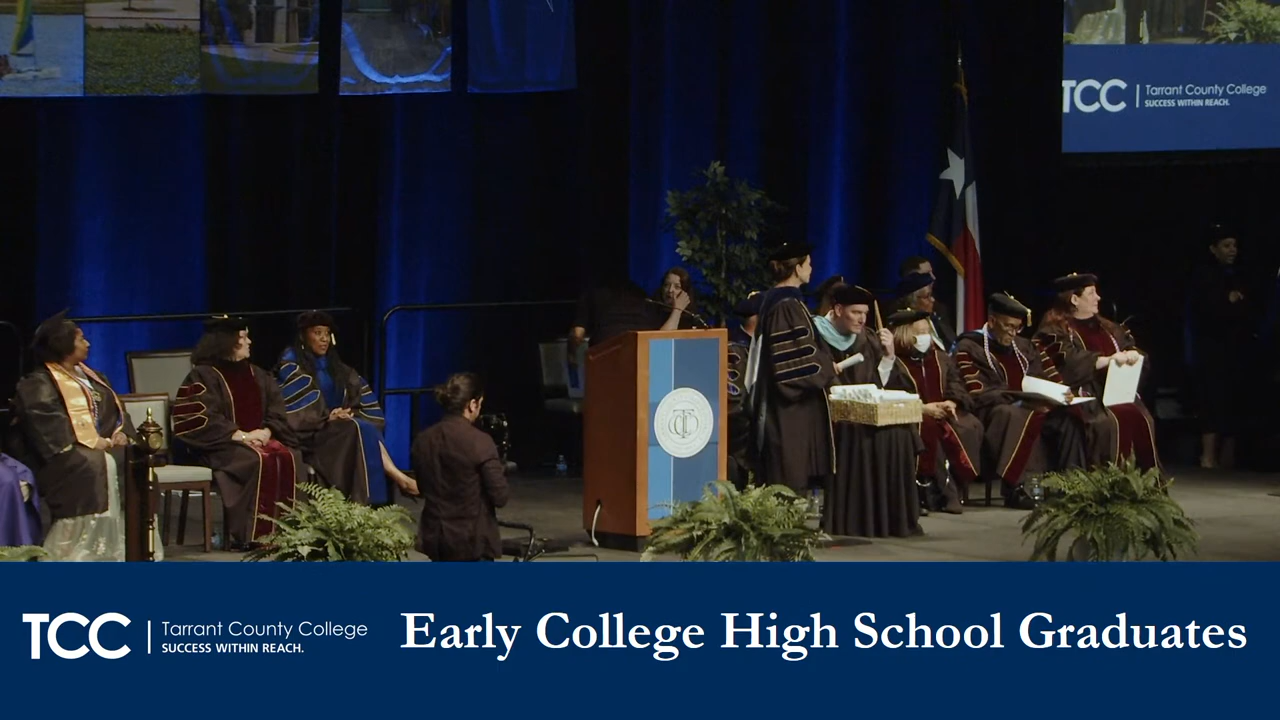 TCC Tarrant County College
SUCCESS WITHIN REACH.
TCC Tarrant County College
SUCCESS WITHIN REACH.
Early College High School Graduates